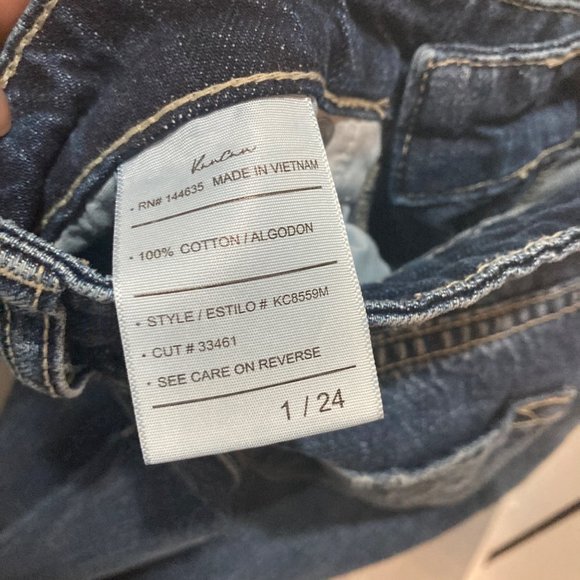 KanCan
• RN# 144635 MADE IN VIETNAM
• 100% COTTON / ALGODON
• STYLE / ESTILO # KC8559M
• CUT # 33461
• SEE CARE ON REVERSE
1 / 24